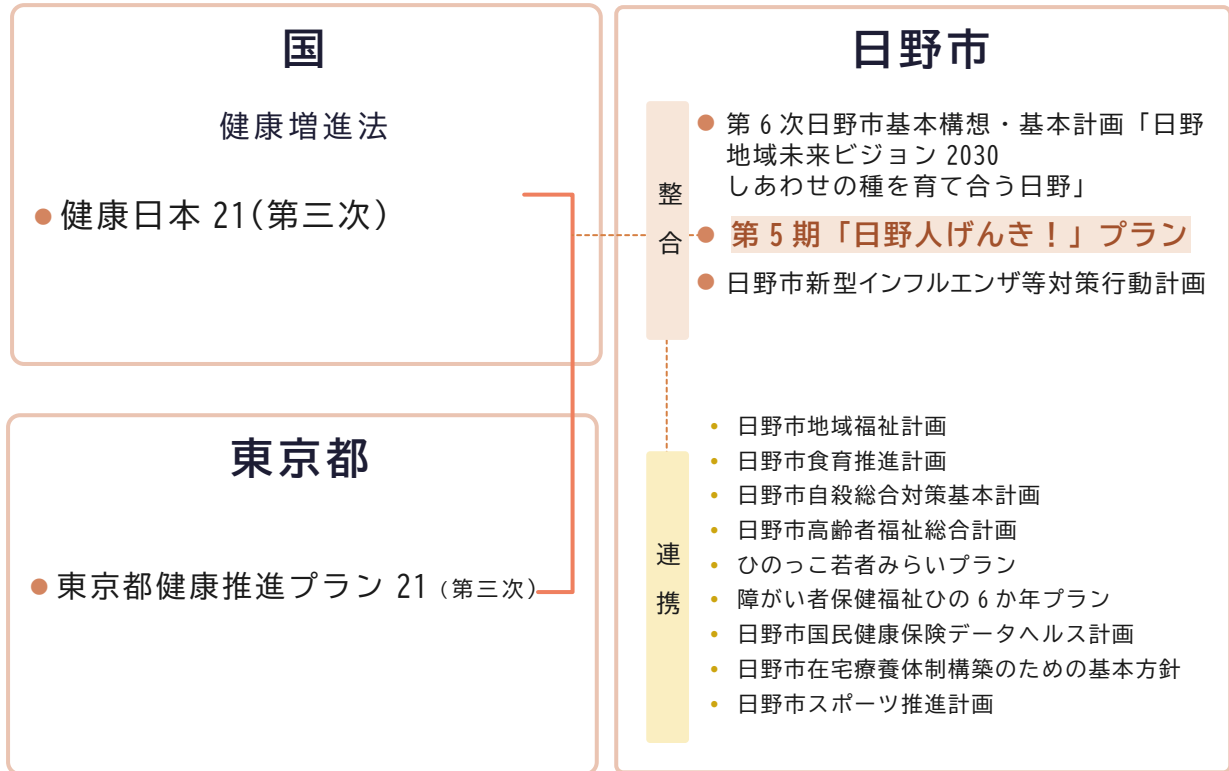 国
健康増進法
健康日本 21(第三次)
東京都
東京都健康推進プラン 21 (第三次)
日野市
整合
第 6 次日野市基本構想・基本計画「日野
地域未来ビジョン 2030
しあわせの種を育て合う日野」
第 5 期「日野人げんき!」プラン
日野市新型インフルエンザ等対策行動計画
連携
日野市地域福祉計画
日野市食育推進計画
日野市自殺総合対策基本計画
日野市高齢者福祉総合計画
ひのっこ若者みらいプラン
障がい者保健福祉ひの 6 か年プラン
日野市国民健康保険データヘルス計画
日野市在宅療養体制構築のための基本方針
日野市スポーツ推進計画